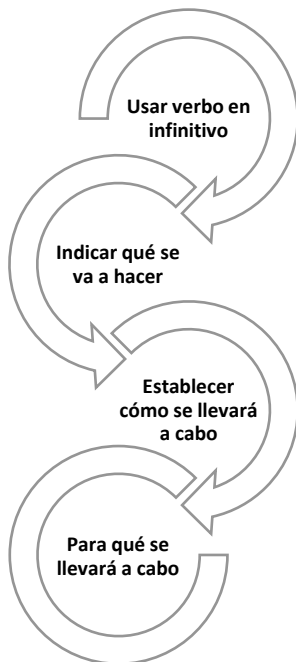 Usar verbo en
infinitivo
Indicar qué se
va a hacer
Establecer
cómo se llevará
a cabo
Para qué se
llevará a cabo